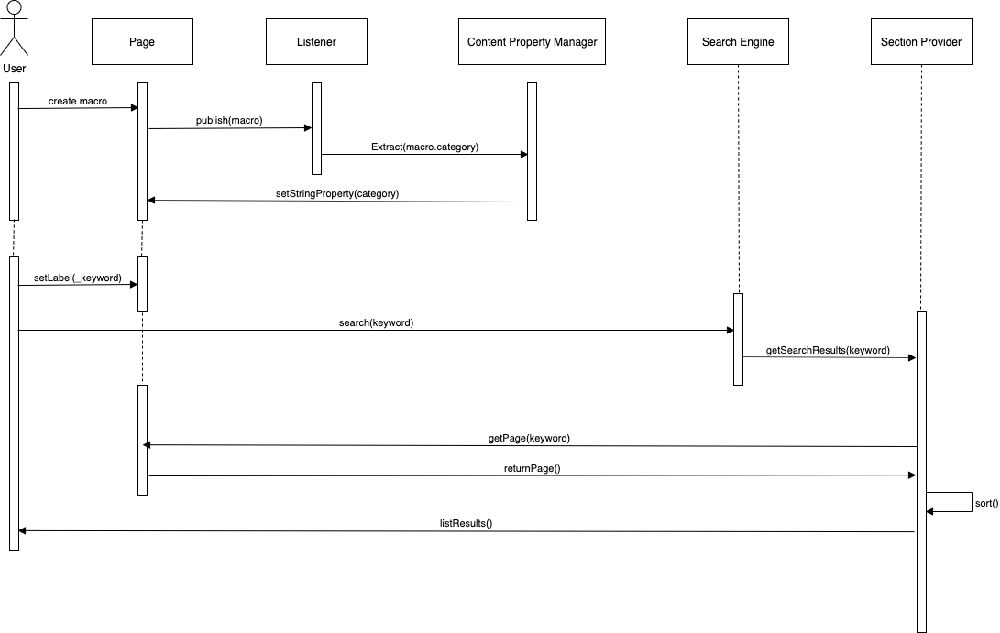 User
Page
Listener
Content Property Manager
Search Engine
Section Provider
create macro
publish(macro)
Extract(macro.category)
setStringProperty(category)
setLabel(_keyword)
search(keyword)
getSearchResults(keyword)
getPage(keyword)
returnPage()
sort()
listResults()